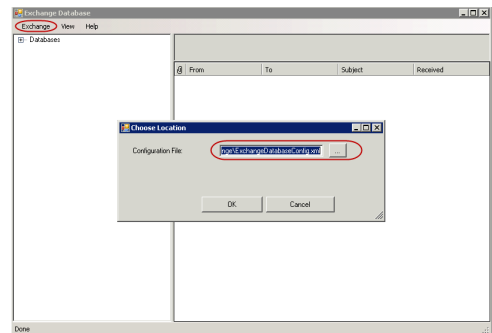 Exchange Database
Exchange View Help
Databases
From To Subject Received
Choose Location
Configuration File: nge\ExchangeDatabaseConfig.xml ...
OK Cancel
Done